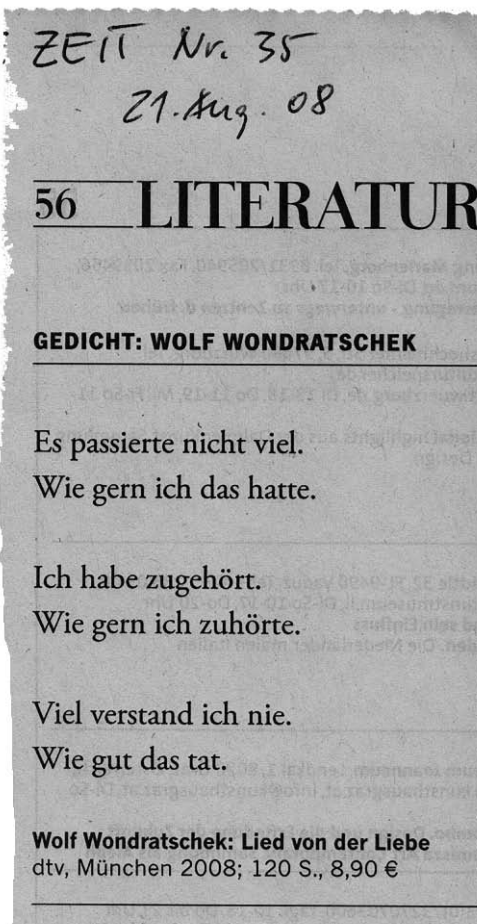 ZEIT Nr. 35
21. Aug. 08
56 LITERATUR
GEDICHT: WOLF WONDRATSCHEK
Es passierte nicht viel.
Wie gern ich das hatte.
Ich habe zugehört.
Wie gern ich zuhörte.
Viel verstand ich nie.
Wie gut das tat.
Wolf Wondratschek: Lied von der Liebe
dtv, München 2008; 120 S., 8,90 €